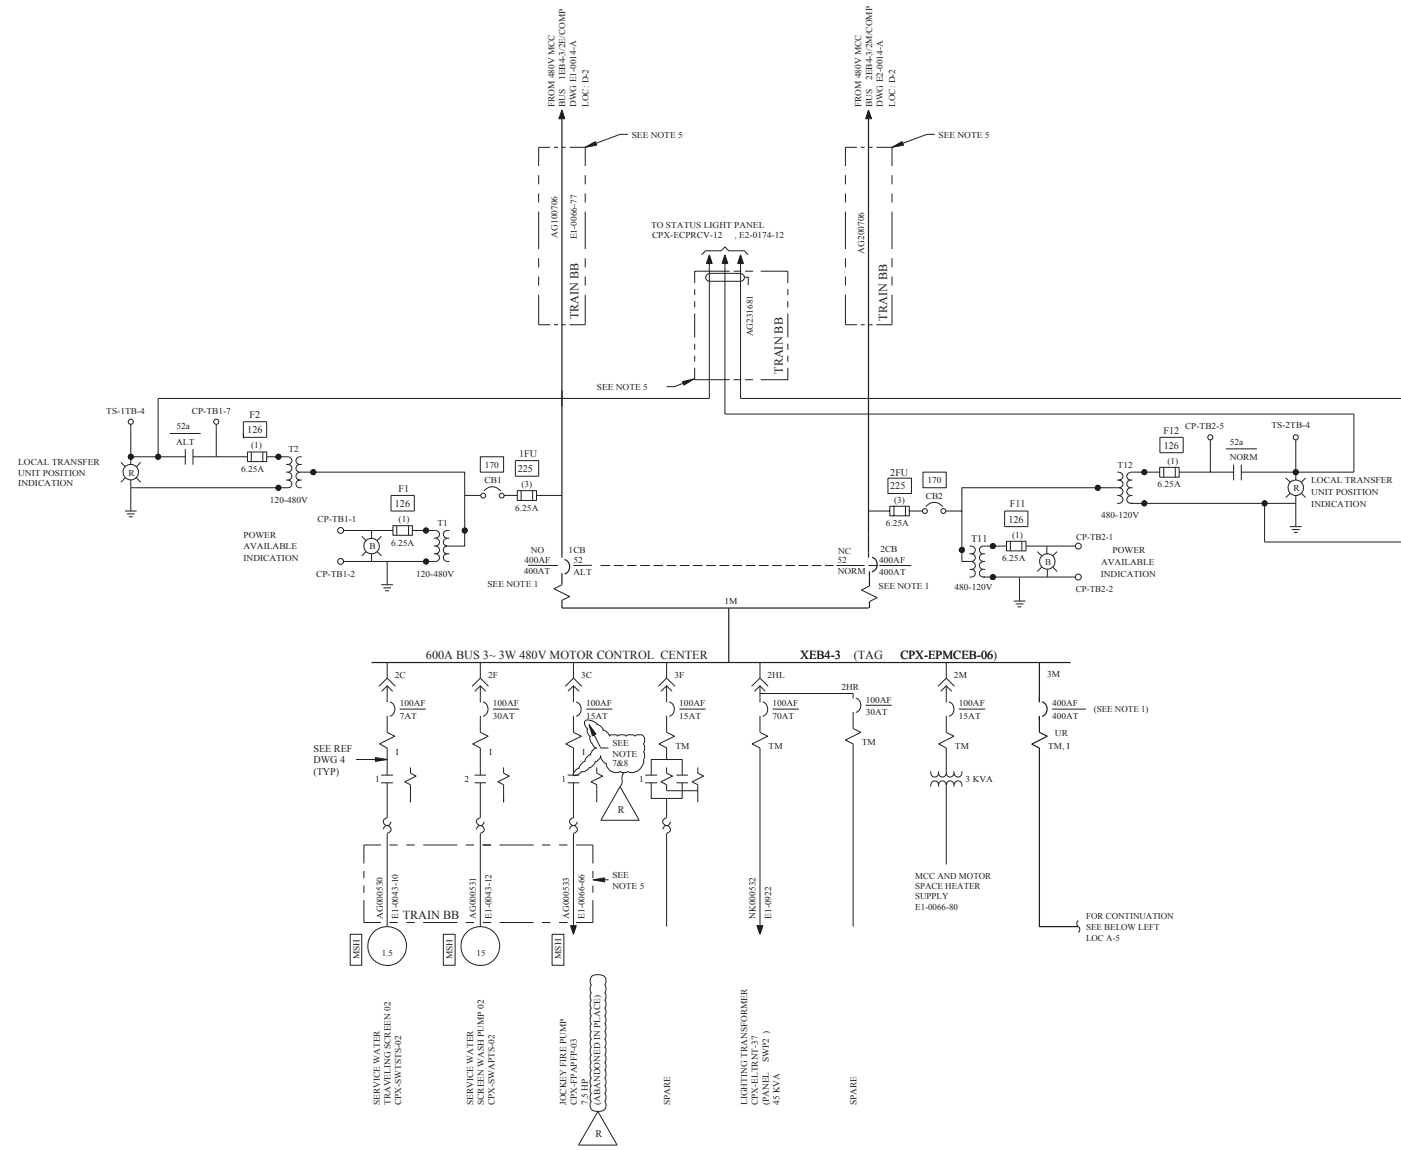 FROM 480V MCC
BUS 1EB4-3/2E/COMP
DWG E1-0014-A
LOC: D-2
FROM 480V MCC
BUS 2EB4-3/2M/COMP
DWG E2-0014-A
LOC: D-2
SEE NOTE 5
SEE NOTE 5
AG100706
E1-0066-77
TRAIN BB
TO STATUS LIGHT PANEL
CPX-ECPRCV-12 , E2-0174-12
AG231681
TRAIN BB
SEE NOTE 5
AG200706
TRAIN BB
TS-1TB-4
52a
ALT
CP-TB1-7
F2
126
(1)
6.25A
T2
120-480V
LOCAL TRANSFER
UNIT POSITION
INDICATION
R
F1
126
(1)
6.25A
T1
120-480V
CP-TB1-1
CP-TB1-2
B
POWER
AVAILABLE
INDICATION
170
CB1
1FU
225
(3)
6.25A
2FU
225
(3)
6.25A
170
CB2
T12
480-120V
F12
126
(1)
6.25A
CP-TB2-5
52a
NORM
TS-2TB-4
R
LOCAL TRANSFER
UNIT POSITION
INDICATION
T11
480-120V
F11
126
(1)
6.25A
B
CP-TB2-1
CP-TB2-2
POWER
AVAILABLE
INDICATION
NO
400AF
400AT
1CB
52
ALT
SEE NOTE 1
NC
52
NORM
2CB
400AF
400AT
SEE NOTE 1
1M
600A BUS 3~ 3W 480V MOTOR CONTROL CENTER XEB4-3 (TAG CPX-EPMCEB-06)
2C
100AF
7AT
I
1
SEE REF
DWG 4
(TYP)
2F
100AF
30AT
I
2
3C
100AF
15AT
I
1
SEE
NOTE
7&8
R
3F
100AF
15AT
TM
1
2HL
100AF
70AT
TM
2HR
100AF
30AT
TM
2M
100AF
15AT
TM
3 KVA
3M
400AF
400AT
(SEE NOTE 1)
UR
TM, I
AG000530
E1-0043-10
AG000531
E1-0043-12
AG000533
E1-0066-66
TRAIN BB
SEE
NOTE 5
NK000532
E1-0922
MCC AND MOTOR
SPACE HEATER
SUPPLY
E1-0066-80
FOR CONTINUATION
SEE BELOW LEFT
LOC A-5
MSH
1.5
MSH
15
MSH
SERVICE WATER
TRAVELING SCREEN 02
CPX-SWTSTS-02
SERVICE WATER
SCREEN WASH PUMP 02
CPX-SWAPTS-02
JOCKEY FIRE PUMP
CPX-FPAPFP-03
7.5 HP
(ABANDONED IN PLACE)
R
SPARE
LIGHTING TRANSFORMER
CPX-ELTRNT-37
(PANEL SWP2 )
45 KVA
SPARE